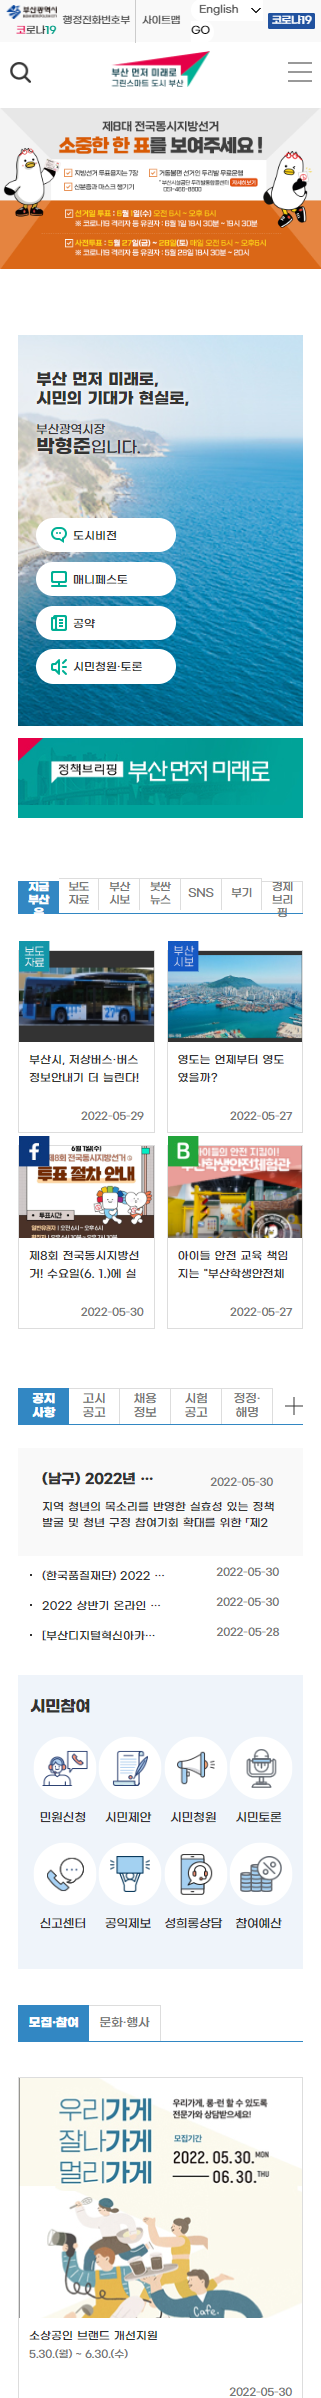 부산광역시
행정전화번호부
사이트맵
English
GO
코로나19
코로나19
부산 먼저 미래로
그린스마트 도시 부산
제8대 전국동시지방선거
소중한 한 표를 보여주세요 !
지방선거 투표용지는 7장
거동불편 선거인 두리발 무료운행
신분증과 마스크 챙기기
자세히보기
선거일 투표 : 6월 1일(수) 오전 6시 ~ 오후 6시
※ 코로나19 격리자 등 유권자 : 6월 1일 18시 30분 ~ 19시 30분
사전투표 : 5월 27일(금) ~ 28일(토) 매일 오전 6시 ~ 오후6시
※ 코로나19 격리자 등 유권자 : 5월 28일 18시 30분 ~ 20시
부산 먼저 미래로,
시민의 기대가 현실로,
부산광역시장
박형준입니다.
도시비전
매니페스토
공약
시민청원·토론
정책브리핑 부산 먼저 미래로
지금
부산
은
보도
자료
부산
시보
붓싼
뉴스
SNS
부기
경제
브리
핑
보도
자료
부산시, 저상버스·버스
정보안내기 더 늘린다!
2022-05-29
부산
시보
영도는 언제부터 영도
였을까?
2022-05-27
6월 1일(수)
제8회 전국동시지방선거
투표 절차 안내
투표시간
제8회 전국동시지방선
거! 수요일(6. 1.)에 실
2022-05-30
아이들의 안전 지킴이!
부산학생안전체험관
아이들 안전 교육 책임
지는 "부산학생안전체
2022-05-27
공지
사항
고시
공고
채용
정보
시험
공고
정정·
해명
(남구) 2022년 …
2022-05-30
지역 청년의 목소리를 반영한 실효성 있는 정책
발굴 및 청년 구정 참여기회 확대를 위한 「제2
(한국품질재단) 2022 …
2022-05-30
2022 상반기 온라인 …
2022-05-30
[부산디지털혁신아카…
2022-05-28
시민참여
민원신청
시민제안
시민청원
시민토론
신고센터
공익제보
성희롱상담
참여예산
모집·참여
문화·행사
우리가게
잘나가게
멀리가게
우리가게, 롱-런 할 수 있도록
전문가와 상담받으세요!
모집기간
2022. 05.30.MON
06.30.THU
Cafe.
소상공인 브랜드 개선지원
5.30.(월) ~ 6.30.(수)
2022-05-30